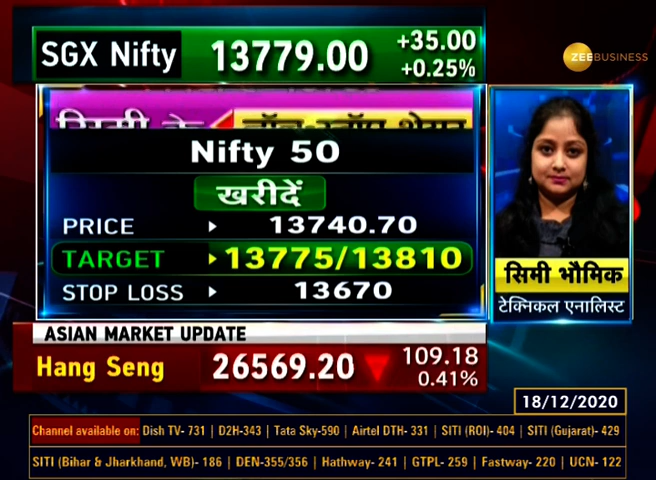 SGX Nifty 13779.00 +35.00
+0.25%
ZEE BUSINESS
सिमी के
Nifty 50
खरीदें
PRICE 13740.70
TARGET 13775/13810
STOP LOSS 13670
सिमी भौमिक
टेक्निकल एनालिस्ट
ASIAN MARKET UPDATE
Hang Seng 26569.20 109.18
0.41%
18/12/2020
Channel available on: Dish TV- 731 | D2H-343 | Tata Sky-590 | Airtel DTH- 331 | SITI (ROI)- 404 | SITI (Gujarat)- 429
SITI (Bihar & Jharkhand, WB)- 186 | DEN-355/356 | Hathway- 241 | GTPL- 259 | Fastway- 220 | UCN- 122